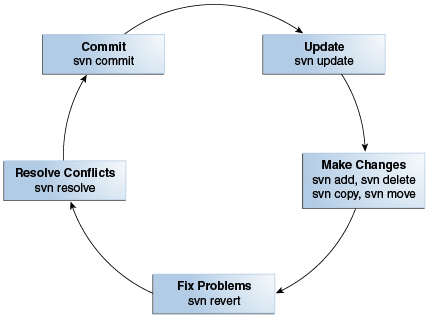 Commit
svn commit
Update
svn update
Make Changes
svn add, svn delete
svn copy, svn move
Resolve Conflicts
svn resolve
Fix Problems
svn revert